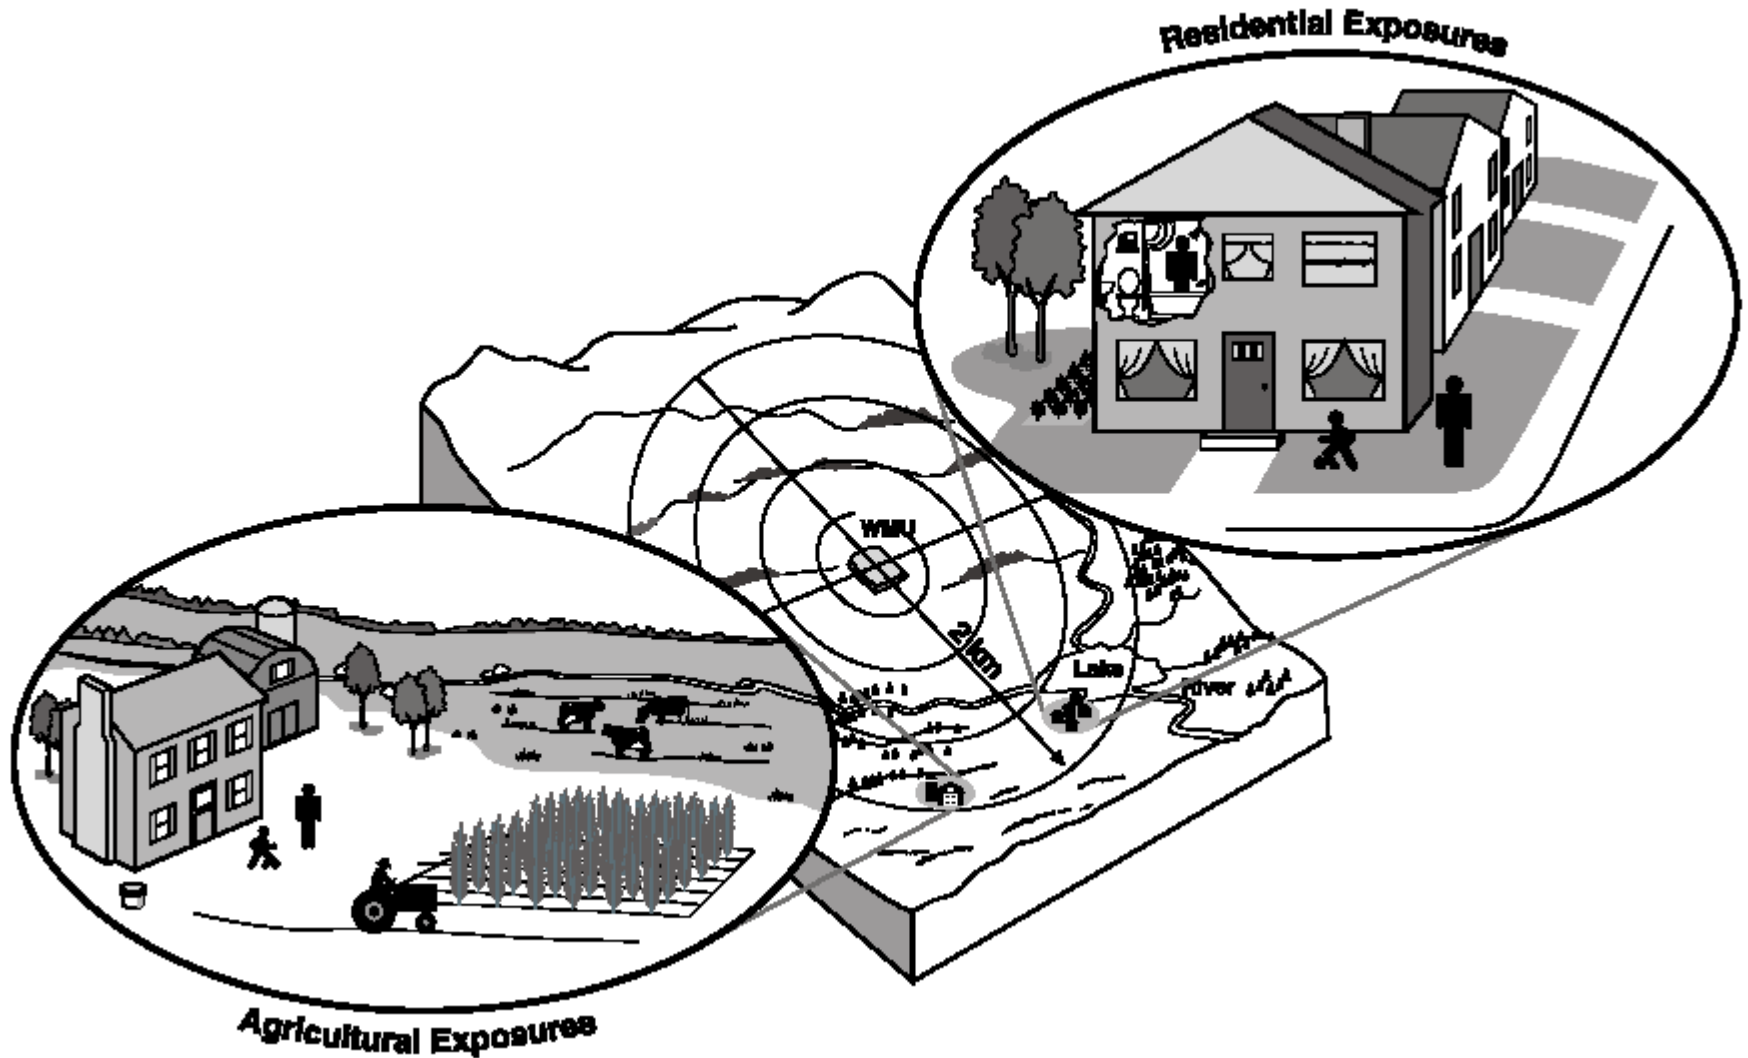 Residential Exposures
WMU
2 km
Lake
River
Agricultural Exposures